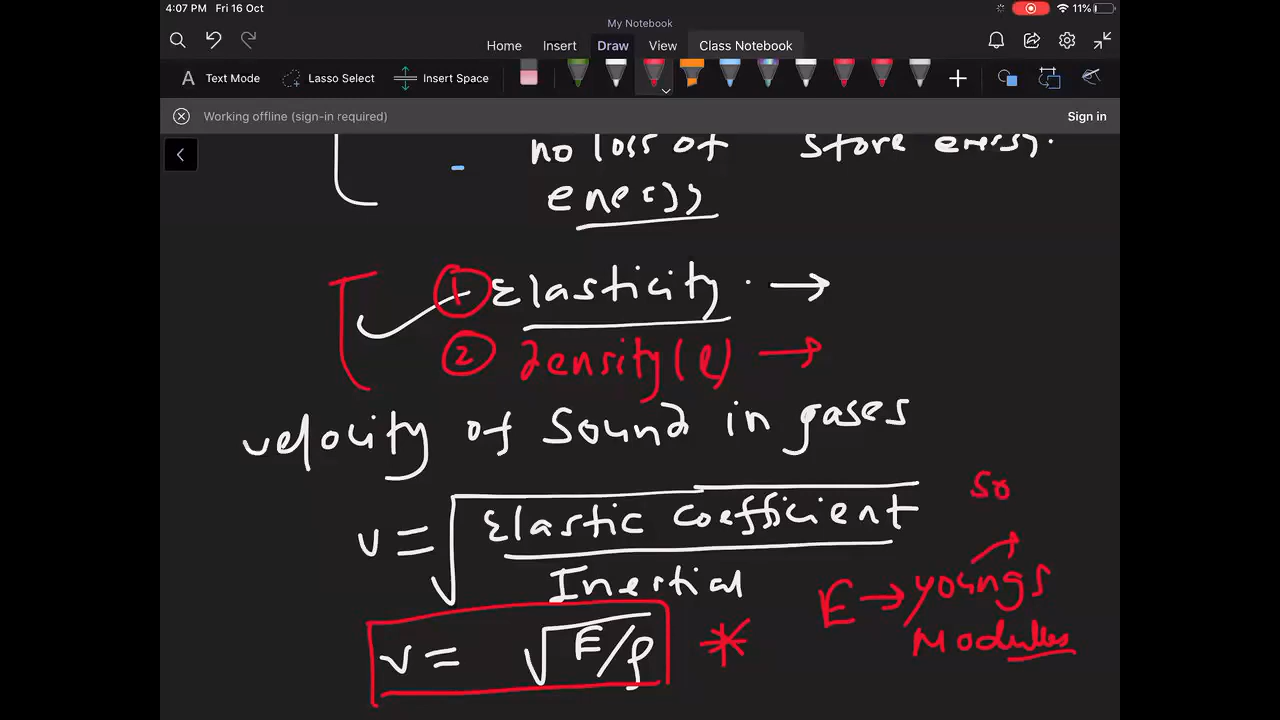 4:07 PM Fri 16 Oct 11%
My Notebook
Home Insert Draw View Class Notebook
Text Mode Lasso Select Insert Space
Working offline (sign-in required) Sign in
no loss of store energy.
energy
① Elasticity . →
② Density (ρ) →
velocity of sound in gases
v = √ Elastic coefficient
Inertial
so
E → youngs
Modulles
v = √E/ρ *